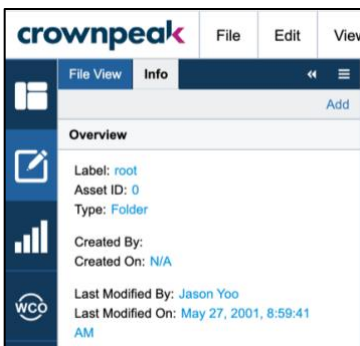 crownpeak File Edit View
File View Info «
Add
Overview
Label: root
Asset ID: 0
Type: Folder
Created By:
Created On: N/A
WCO
Last Modified By: Jason Yoo
Last Modified On: May 27, 2001, 8:59:41
AM